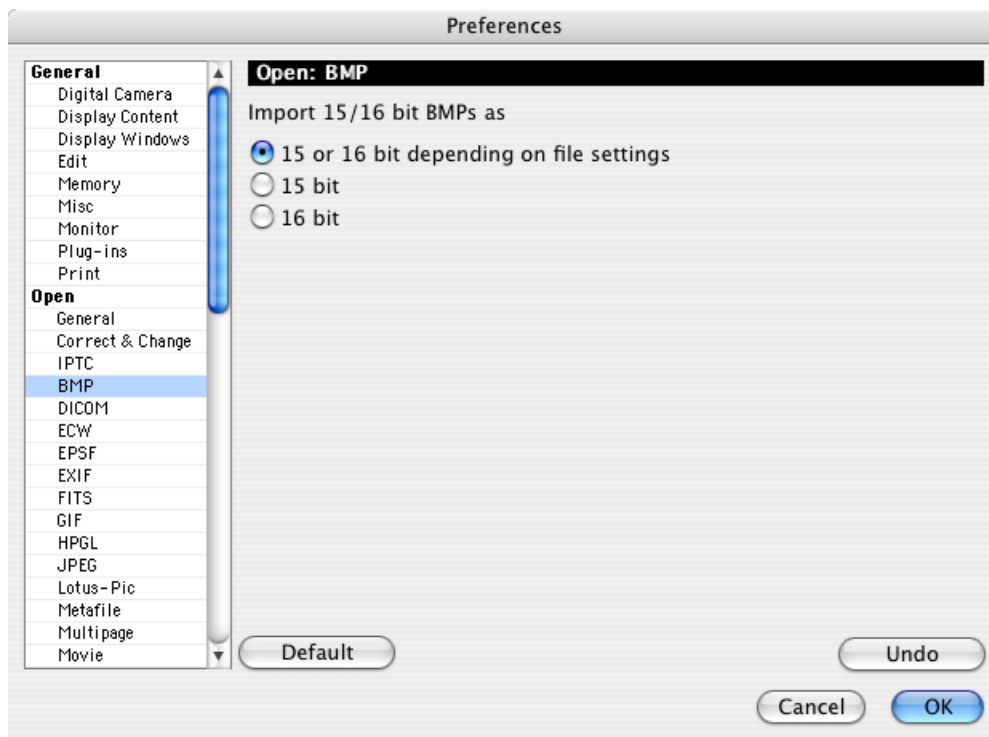 Preferences
General
Digital Camera
Display Content
Display Windows
Edit
Memory
Misc
Monitor
Plug-ins
Print
Open
General
Correct & Change
IPTC
BMP
DICOM
ECW
EPSF
EXIF
FITS
GIF
HPGL
JPEG
Lotus-Pic
Metafile
Multipage
Movie
Open: BMP
Import 15/16 bit BMPs as
15 or 16 bit depending on file settings
15 bit
16 bit
Default
Undo
Cancel
OK